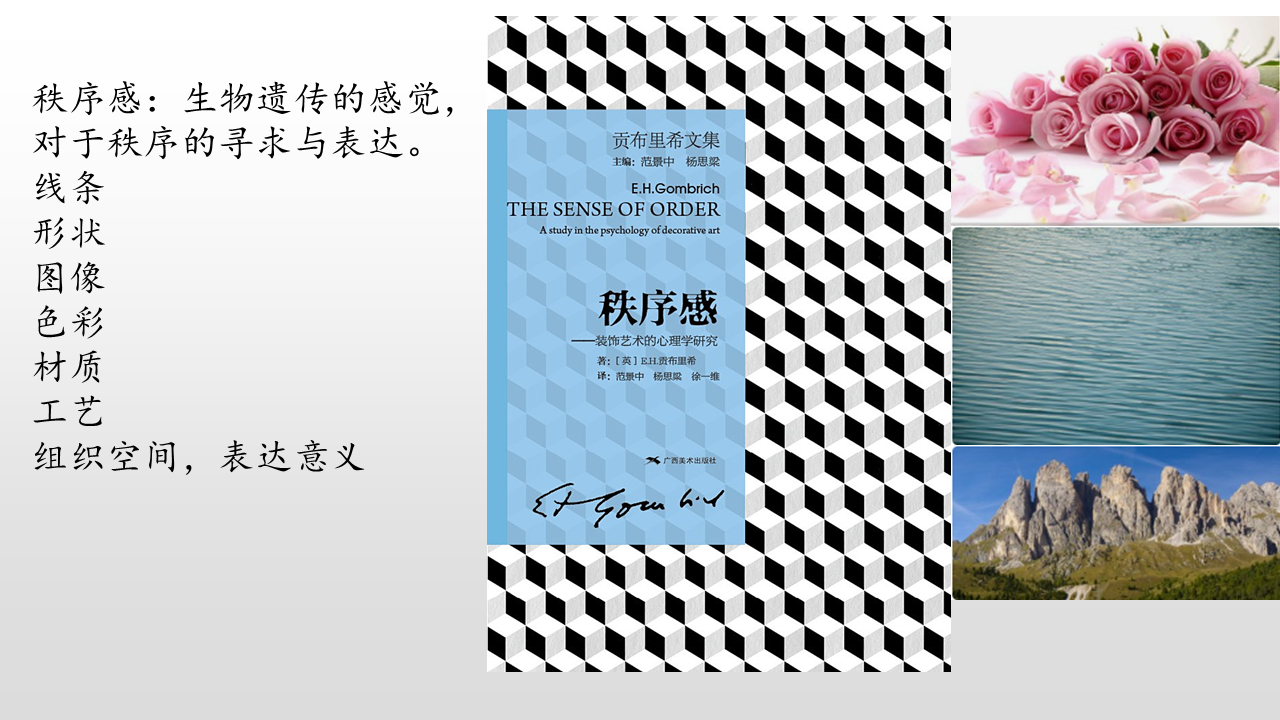 秩序感：生物遗传的感觉，
对于秩序的寻求与表达。
线条
形状
图像
色彩
材质
工艺
组织空间，表达意义
贡布里希文集
主编：范景中 杨思梁
E.H.Gombrich
THE SENSE OF ORDER
A study in the psychology of decorative art
秩序感
——装饰艺术的心理学研究
著：［英］E.H.贡布里希
译：范景中 杨思梁 徐一维
广西美术出版社
E H Gombrich